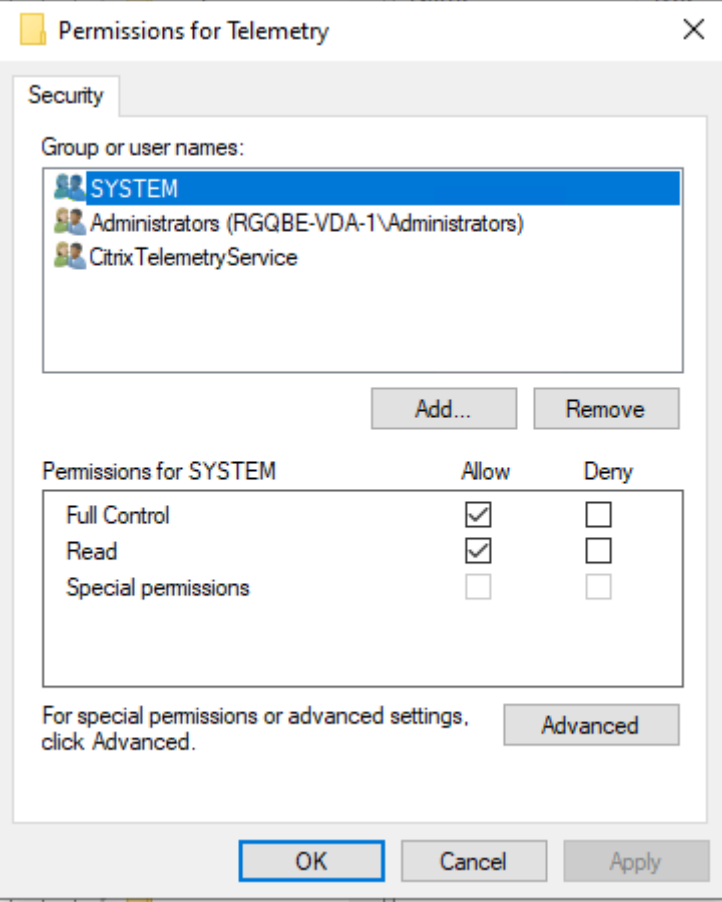 Permissions for Telemetry
Security
Group or user names:
SYSTEM
Administrators (RGQBE-VDA-1\Administrators)
CitrixTelemetryService
Add...
Remove
Permissions for SYSTEM
Allow
Deny
Full Control
Read
Special permissions
For special permissions or advanced settings,
click Advanced.
Advanced
OK
Cancel
Apply